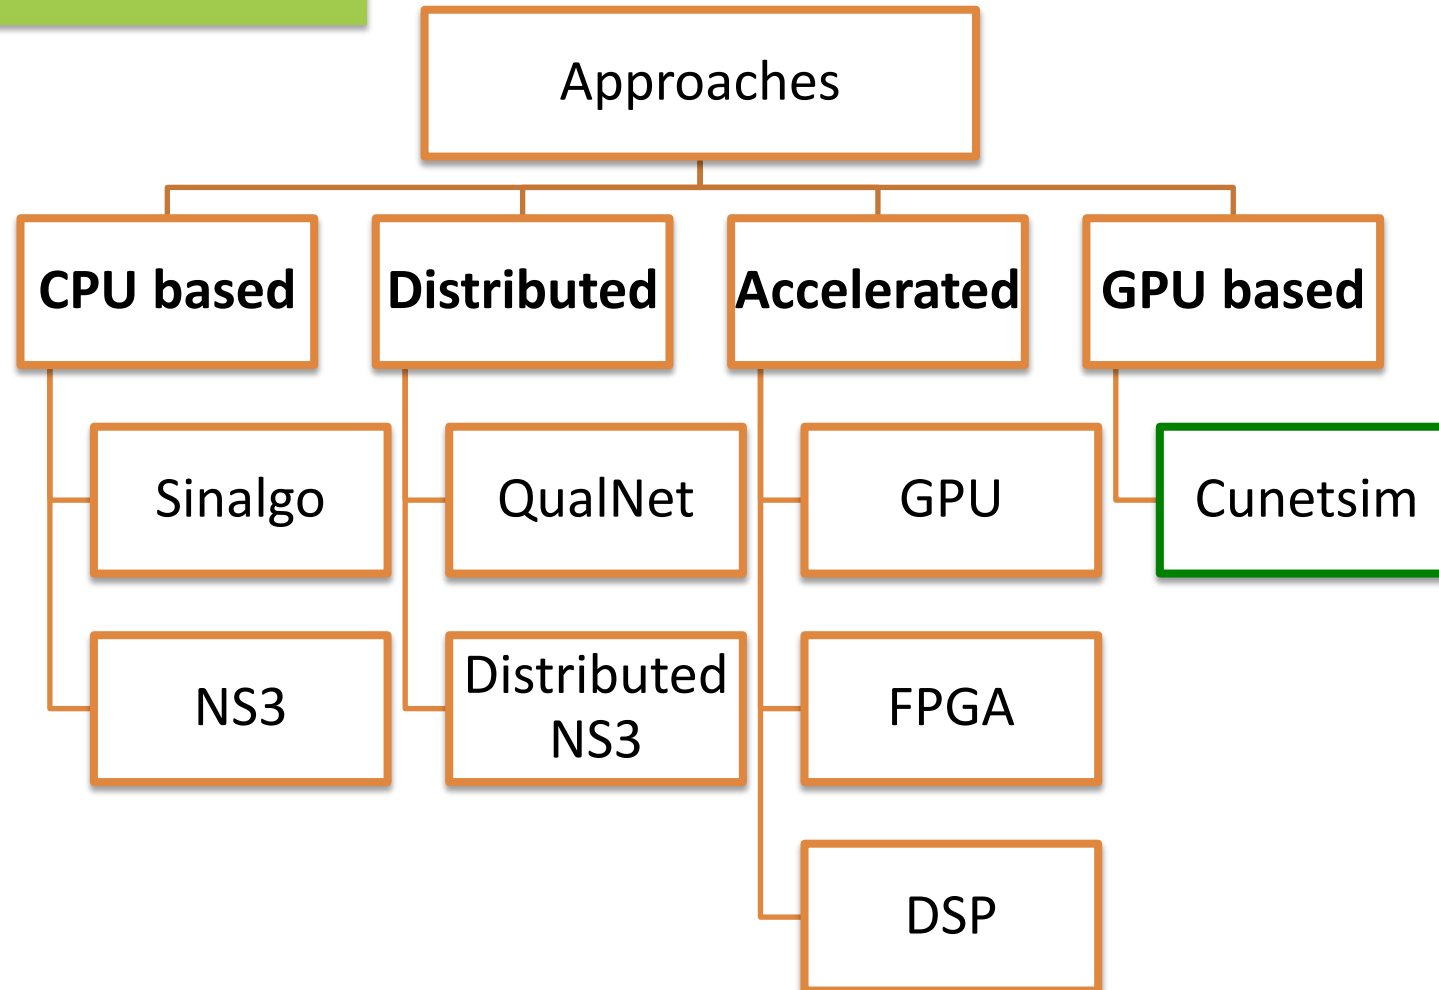 Approaches
CPU based
Distributed
Accelerated
GPU based
Sinalgo
QualNet
GPU
Cunetsim
NS3
Distributed
NS3
FPGA
DSP